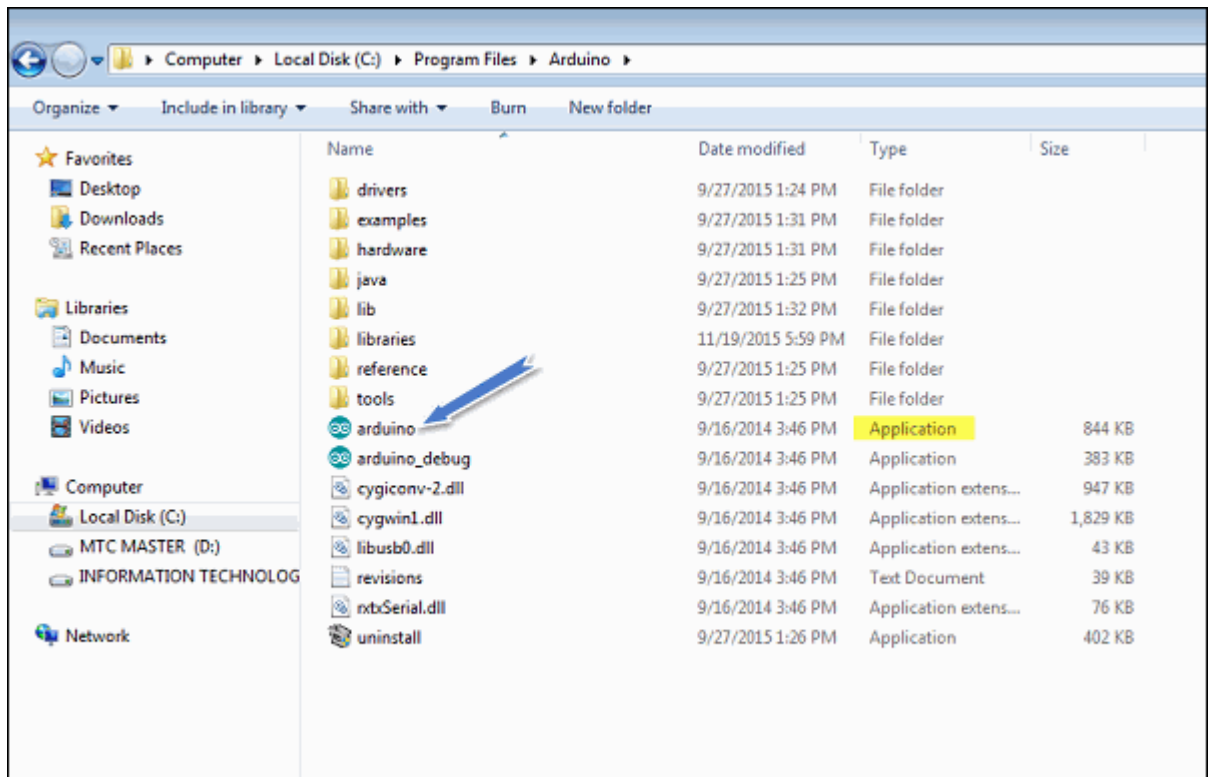 Computer Local Disk (C:) Program Files Arduino
Organize Include in library Share with Burn New folder
Favorites
Desktop
Downloads
Recent Places
Libraries
Documents
Music
Pictures
Videos
Computer
Local Disk (C:)
MTC MASTER (D:)
INFORMATION TECHNOLOG
Network
Name Date modified Type Size
drivers 9/27/2015 1:24 PM File folder
examples 9/27/2015 1:31 PM File folder
hardware 9/27/2015 1:31 PM File folder
java 9/27/2015 1:25 PM File folder
lib 9/27/2015 1:32 PM File folder
libraries 11/19/2015 5:59 PM File folder
reference 9/27/2015 1:25 PM File folder
tools 9/27/2015 1:25 PM File folder
arduino 9/16/2014 3:46 PM Application 844 KB
arduino_debug 9/16/2014 3:46 PM Application 383 KB
cygiconv-2.dll 9/16/2014 3:46 PM Application extens... 947 KB
cygwin1.dll 9/16/2014 3:46 PM Application extens... 1,829 KB
libusb0.dll 9/16/2014 3:46 PM Application extens... 43 KB
revisions 9/16/2014 3:46 PM Text Document 39 KB
rxtxSerial.dll 9/16/2014 3:46 PM Application extens... 76 KB
uninstall 9/27/2015 1:26 PM Application 402 KB